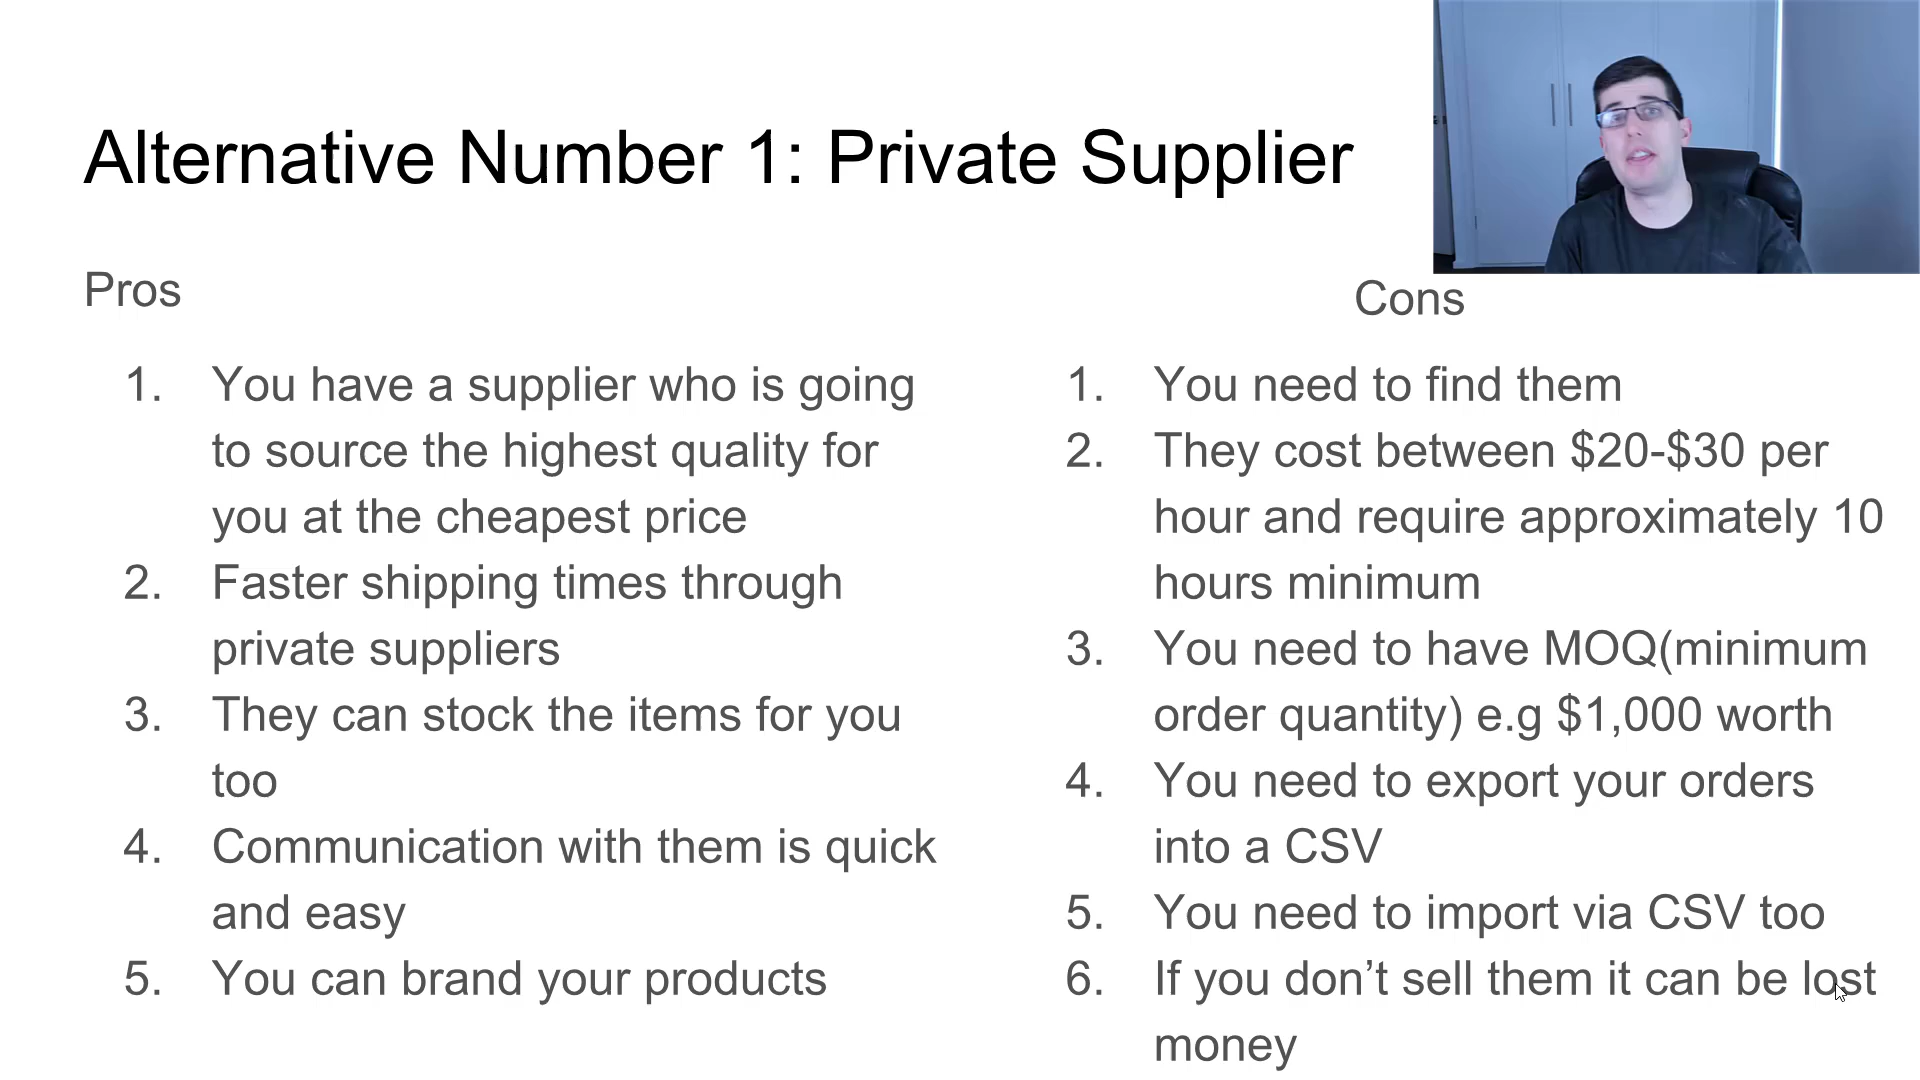 Alternative Number 1: Private Supplier
Pros
1. You have a supplier who is going
to source the highest quality for
you at the cheapest price
2. Faster shipping times through
private suppliers
3. They can stock the items for you
too
4. Communication with them is quick
and easy
5. You can brand your products
Cons
1. You need to find them
2. They cost between $20-$30 per
hour and require approximately 10
hours minimum
3. You need to have MOQ(minimum
order quantity) e.g $1,000 worth
4. You need to export your orders
into a CSV
5. You need to import via CSV too
6. If you don’t sell them it can be lost
money